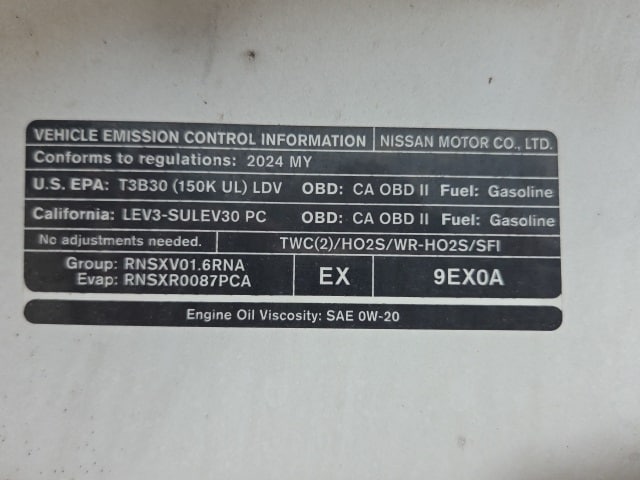 VEHICLE EMISSION CONTROL INFORMATION NISSAN MOTOR CO., LTD.
Conforms to regulations: 2024 MY
U.S. EPA: T3B30 (150K UL) LDV OBD: CA OBD II Fuel: Gasoline
California: LEV3-SULEV30 PC OBD: CA OBD II Fuel: Gasoline
No adjustments needed. TWC(2)/HO2S/WR-HO2S/SFI
Group: RNSXV01.6RNA
Evap: RNSXR0087PCA
EX
9EX0A
Engine Oil Viscosity: SAE 0W-20